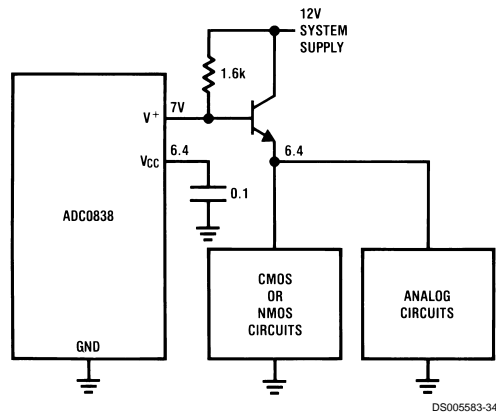 12V
SYSTEM
SUPPLY
1.6k
V+
7V
VCC
6.4
6.4
0.1
ADC0838
CMOS
OR
NMOS
CIRCUITS
ANALOG
CIRCUITS
GND
DS005583-34